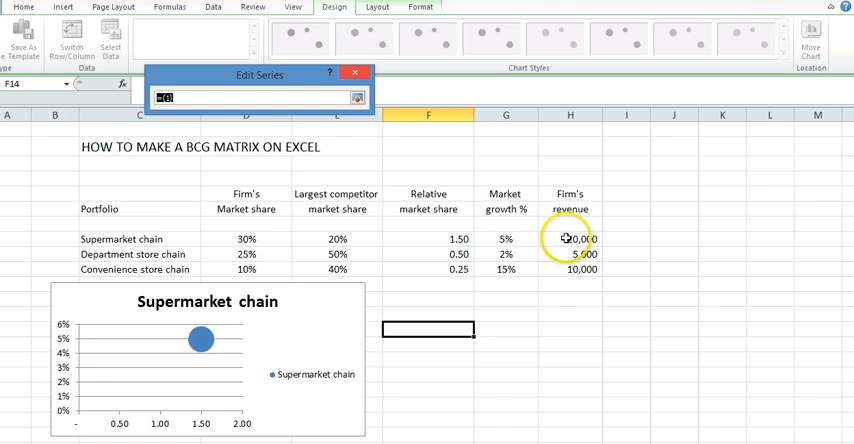 Home Insert Page Layout Formulas Data Review View Design Layout Format
Save As Template
Switch Row/Column
Select Data
Move Chart
Data Chart Styles Location
F14 fx
Edit Series ? x
={1}
A B C D E F G H I J K L M
HOW TO MAKE A BCG MATRIX ON EXCEL
Firm's Largest competitor Relative Market Firm's
Portfolio Market share market share market share growth % revenue
Supermarket chain 30% 20% 1.50 5% 20,000
Department store chain 25% 50% 0.50 2% 5,000
Convenience store chain 10% 40% 0.25 15% 10,000
Supermarket chain
6%
5%
4%
3%
2%
1%
0%
Supermarket chain
- 0.50 1.00 1.50 2.00